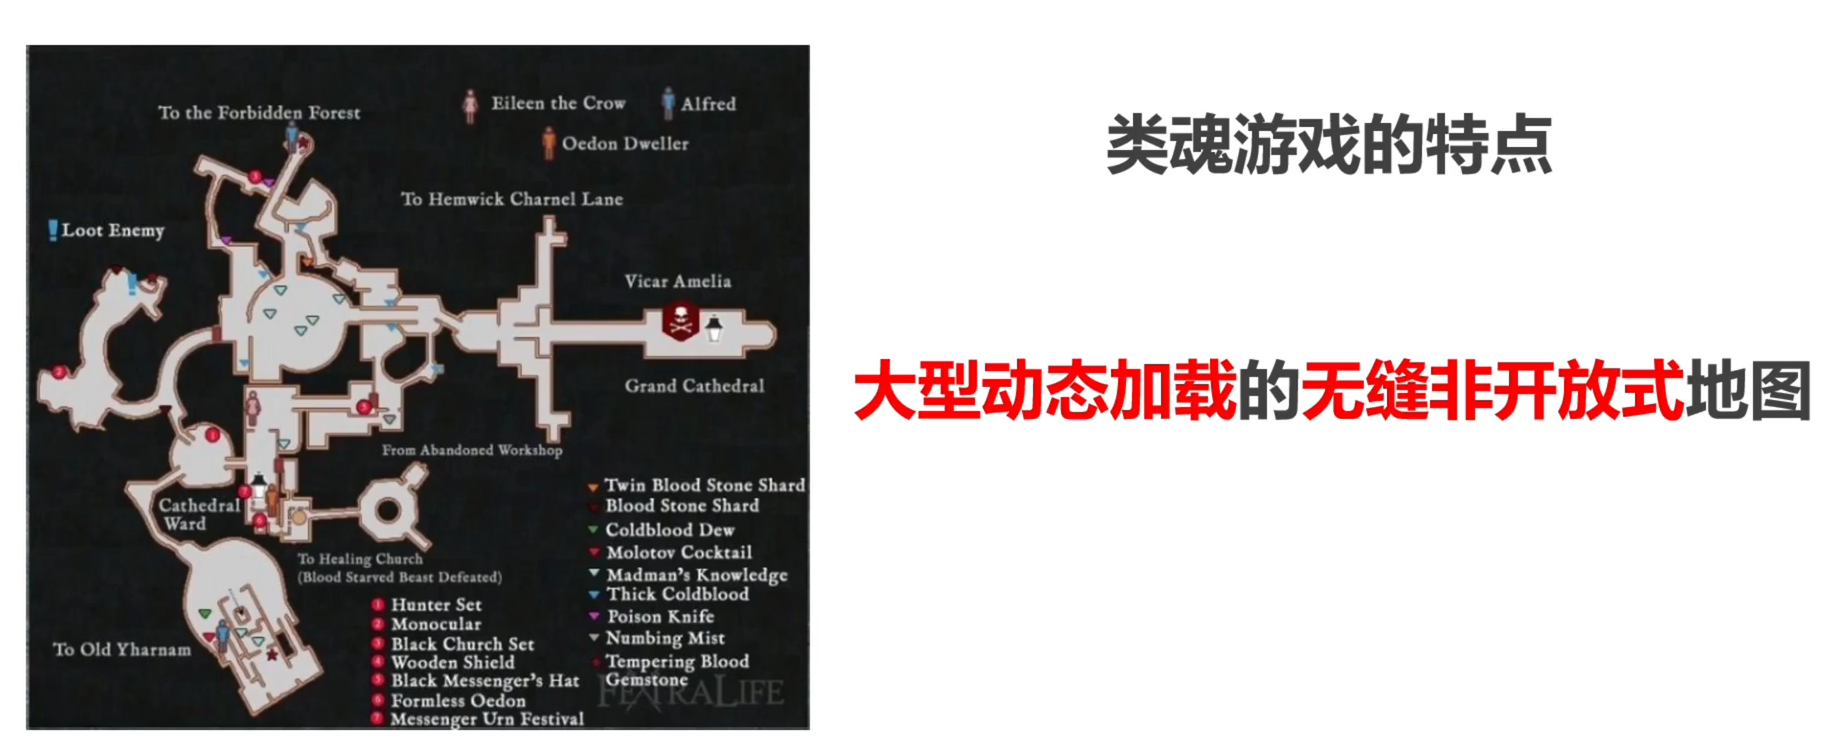 类魂游戏的特点
大型动态加载的无缝非开放式地图
To the Forbidden Forest
Eileen the Crow
Alfred
Oedon Dweller
To Hemwick Charnel Lane
Loot Enemy
Vicar Amelia
Grand Cathedral
From Abandoned Workshop
Cathedral
Ward
To Healing Church
(Blood Starved Beast Defeated)
To Old Yharnam
1 Hunter Set
2 Monocular
3 Black Church Set
4 Wooden Shield
5 Black Messenger's Hat
6 Formless Oedon
7 Messenger Urn Festival
Twin Blood Stone Shard
Blood Stone Shard
Coldblood Dew
Molotov Cocktail
Madman's Knowledge
Thick Coldblood
Poison Knife
Numbing Mist
Tempering Blood
Gemstone
FEXTRALIFE